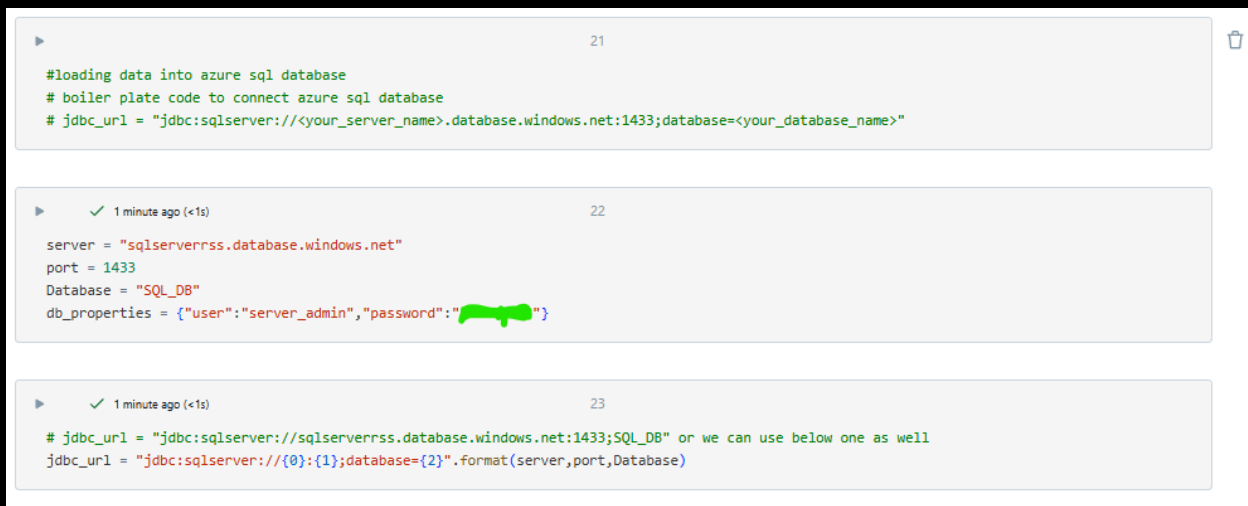 21
#loading data into azure sql database
# boiler plate code to connect azure sql database
# jdbc_url = "jdbc:sqlserver://<your_server_name>.database.windows.net:1433;database=<your_database_name>"
1 minute ago (<1s)
22
server = "sqlserverrss.database.windows.net"
port = 1433
Database = "SQL_DB"
db_properties = {"user":"server_admin","password":""}
1 minute ago (<1s)
23
# jdbc_url = "jdbc:sqlserver://sqlserverrss.database.windows.net:1433;SQL_DB" or we can use below one as well
jdbc_url = "jdbc:sqlserver://{0}:{1};database={2}".format(server,port,Database)